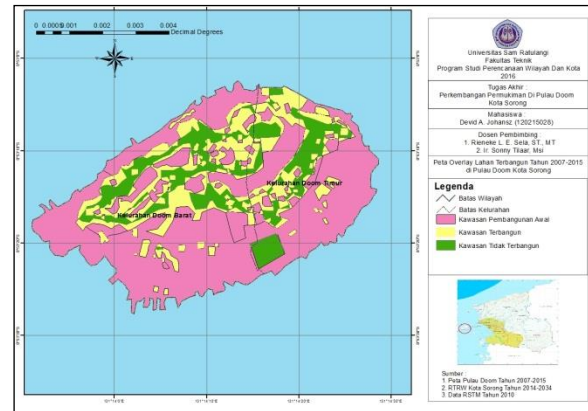 0 0.0005 0.001 0.002 0.003 0.004
Decimal Degrees
Kelurahan Doom Timur
Kelurahan Doom Barat
Universitas Sam Ratulangi
Fakultas Teknik
Program Studi Perencanaan Wilayah Dan Kota
2016
Tugas Akhir :
Perkembangan Permukiman Di Pulau Doom
Kota Sorong
Mahasiswa :
Devid A. Johansz (120215028)
Dosen Pembimbing :
1. Rieneke L. E. Sela, ST., MT
2. Ir. Sonny Tilaar, Msi
Peta Overlay Lahan Terbangun Tahun 2007-2015
di Pulau Doom Kota Sorong
Legenda
Batas Wilayah
Batas Kelurahan
Kawasan Pembangunan Awal
Kawasan Terbangun
Kawasan Tidak Terbangun
Sumber :
1. Peta Pulau Doom Tahun 2007-2015
2. RTRW Kota Sorong Tahun 2014-2034
3. Data RSTM Tahun 2010